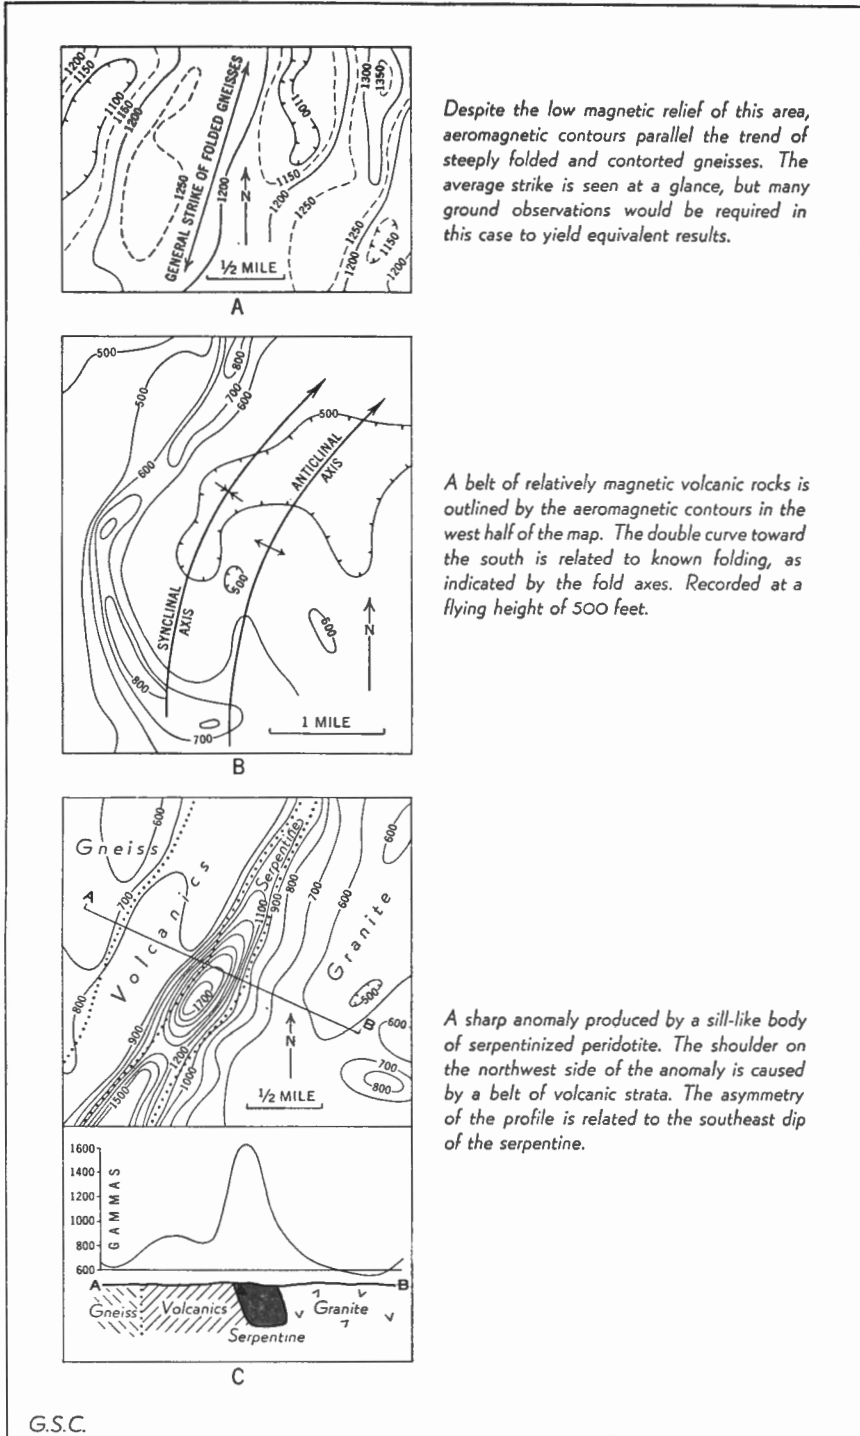 1200
1150
1100
1150
1200
1250
GENERAL STRIKE OF FOLDED GNEISSES
1200
1100
1150
1200
1250
1300
1350
1250
1200
1150
1200
N
1/2 MILE
A
Despite the low magnetic relief of this area,
aeromagnetic contours parallel the trend of
steeply folded and contorted gneisses. The
average strike is seen at a glance, but many
ground observations would be required in
this case to yield equivalent results.
500
500
800
700
600
600
500
SYNCLINAL
AXIS
ANTICLINAL
AXIS
500
600
800
700
N
1 MILE
B
A belt of relatively magnetic volcanic rocks is
outlined by the aeromagnetic contours in the
west half of the map. The double curve toward
the south is related to known folding, as
indicated by the fold axes. Recorded at a
flying height of 500 feet.
600
Gneiss
700
A
Volcanics
Serpentine
1100
900
800
700
600
600
Granite
1700
500
B
800
900
1200
1000
1500
600
700
800
N
1/2 MILE
A sharp anomaly produced by a sill-like body
of serpentinized peridotite. The shoulder on
the northwest side of the anomaly is caused
by a belt of volcanic strata. The asymmetry
of the profile is related to the southeast dip
of the serpentine.
1600
1400
1200
1000
800
600
GAMMAS
A
B
Gneiss
Volcanics
Granite
Serpentine
C
G.S.C.